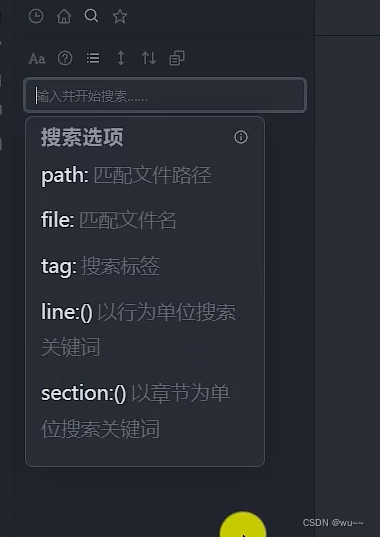 Aa
输入并开始搜索......
搜索选项
path: 匹配文件路径
file: 匹配文件名
tag: 搜索标签
line:() 以行为单位搜索
关键词
section:() 以章节为单
位搜索关键词
CSDN @wu~~